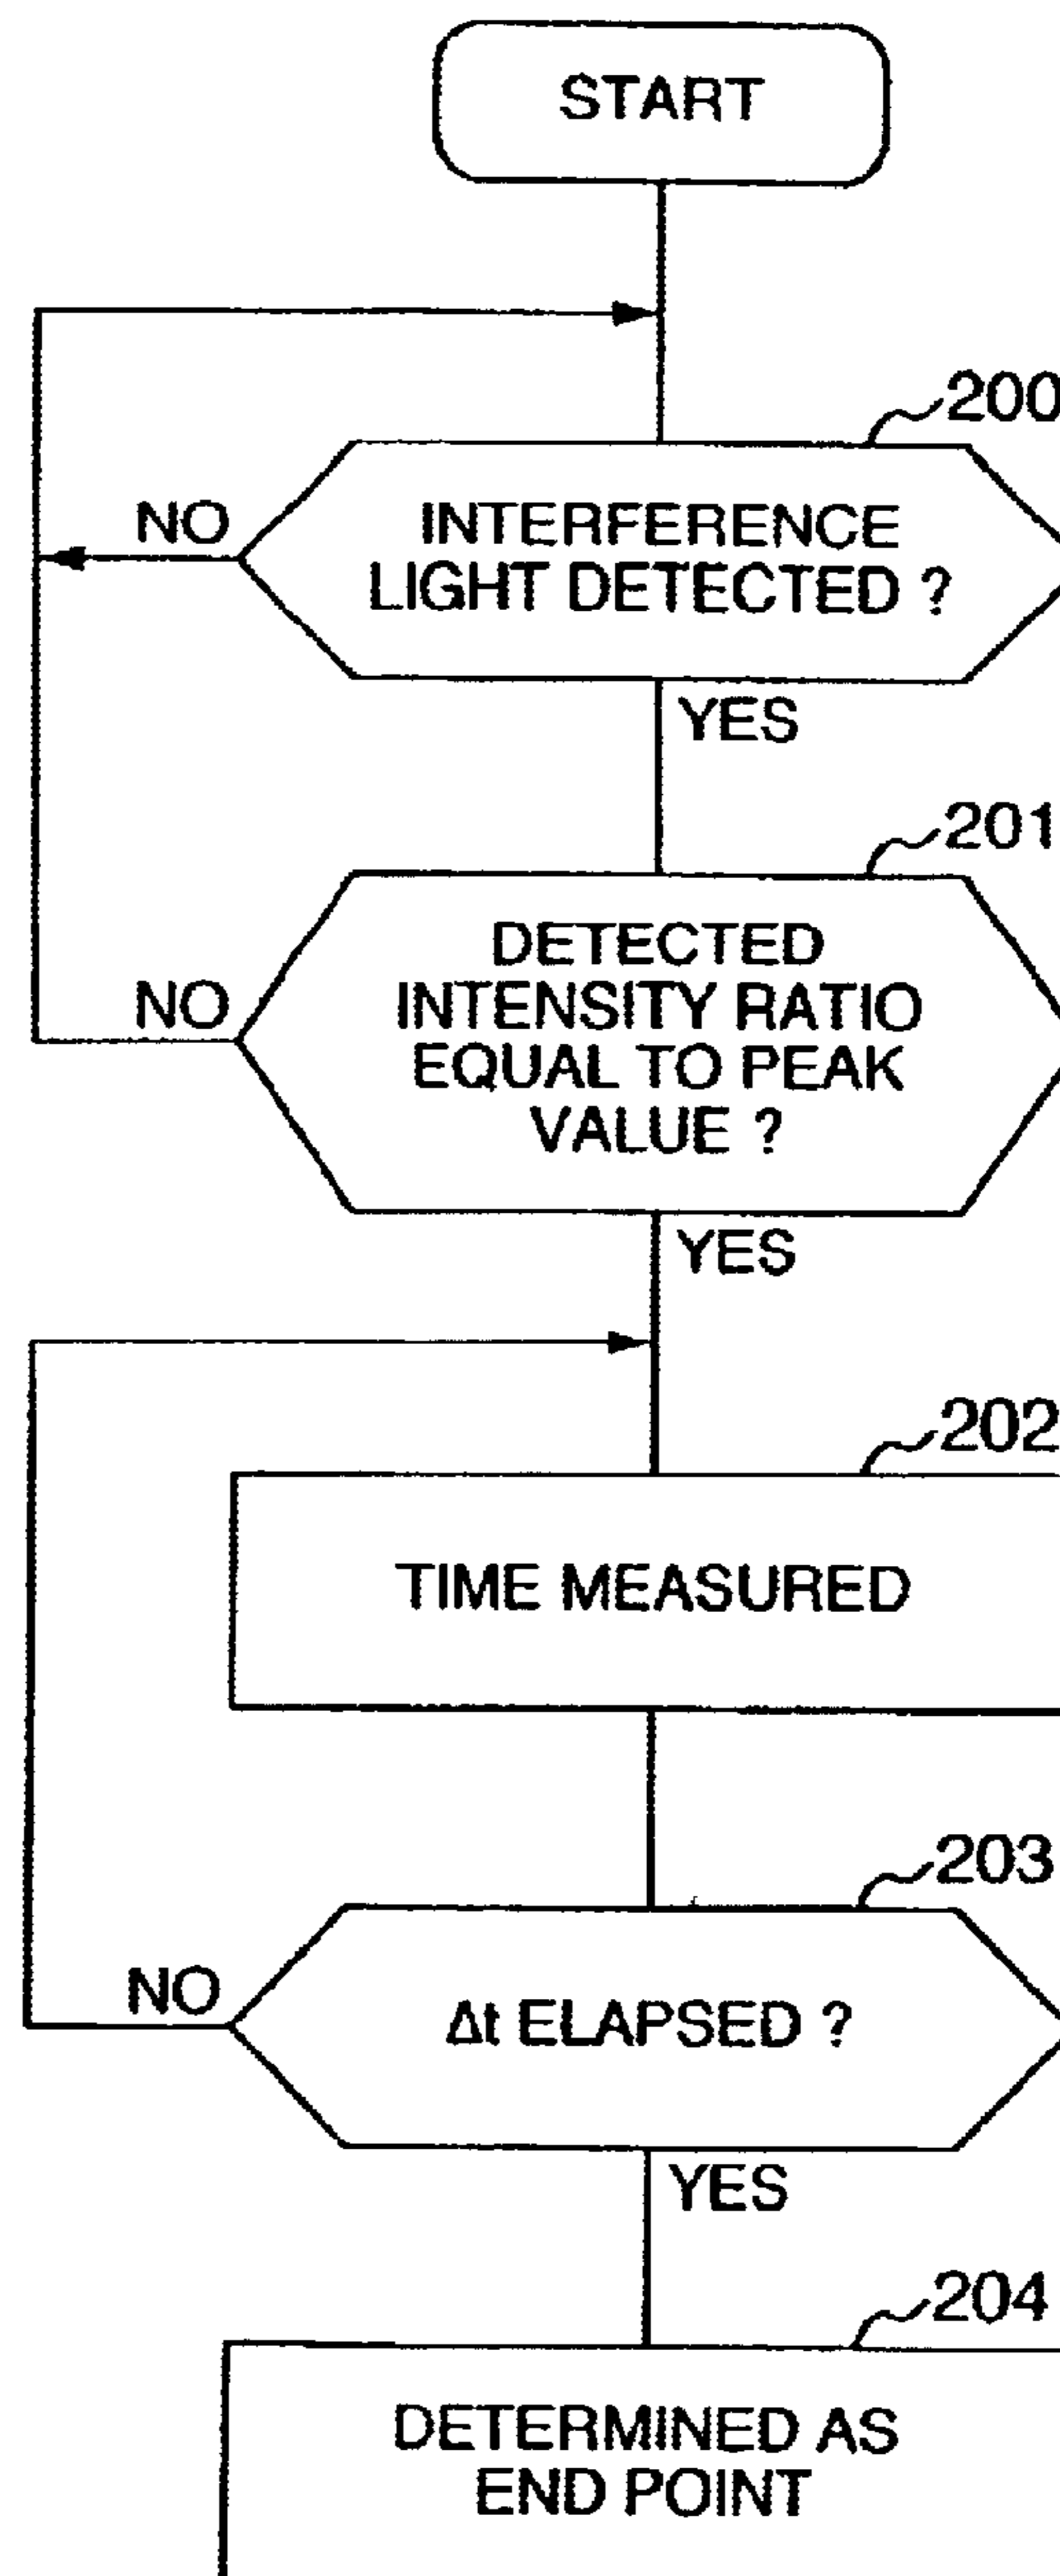 START
200
NO
INTERFERENCE
LIGHT DETECTED ?
YES
201
NO
DETECTED
INTENSITY RATIO
EQUAL TO PEAK
VALUE ?
YES
202
TIME MEASURED
203
NO
Δt ELAPSED ?
YES
204
DETERMINED AS
END POINT